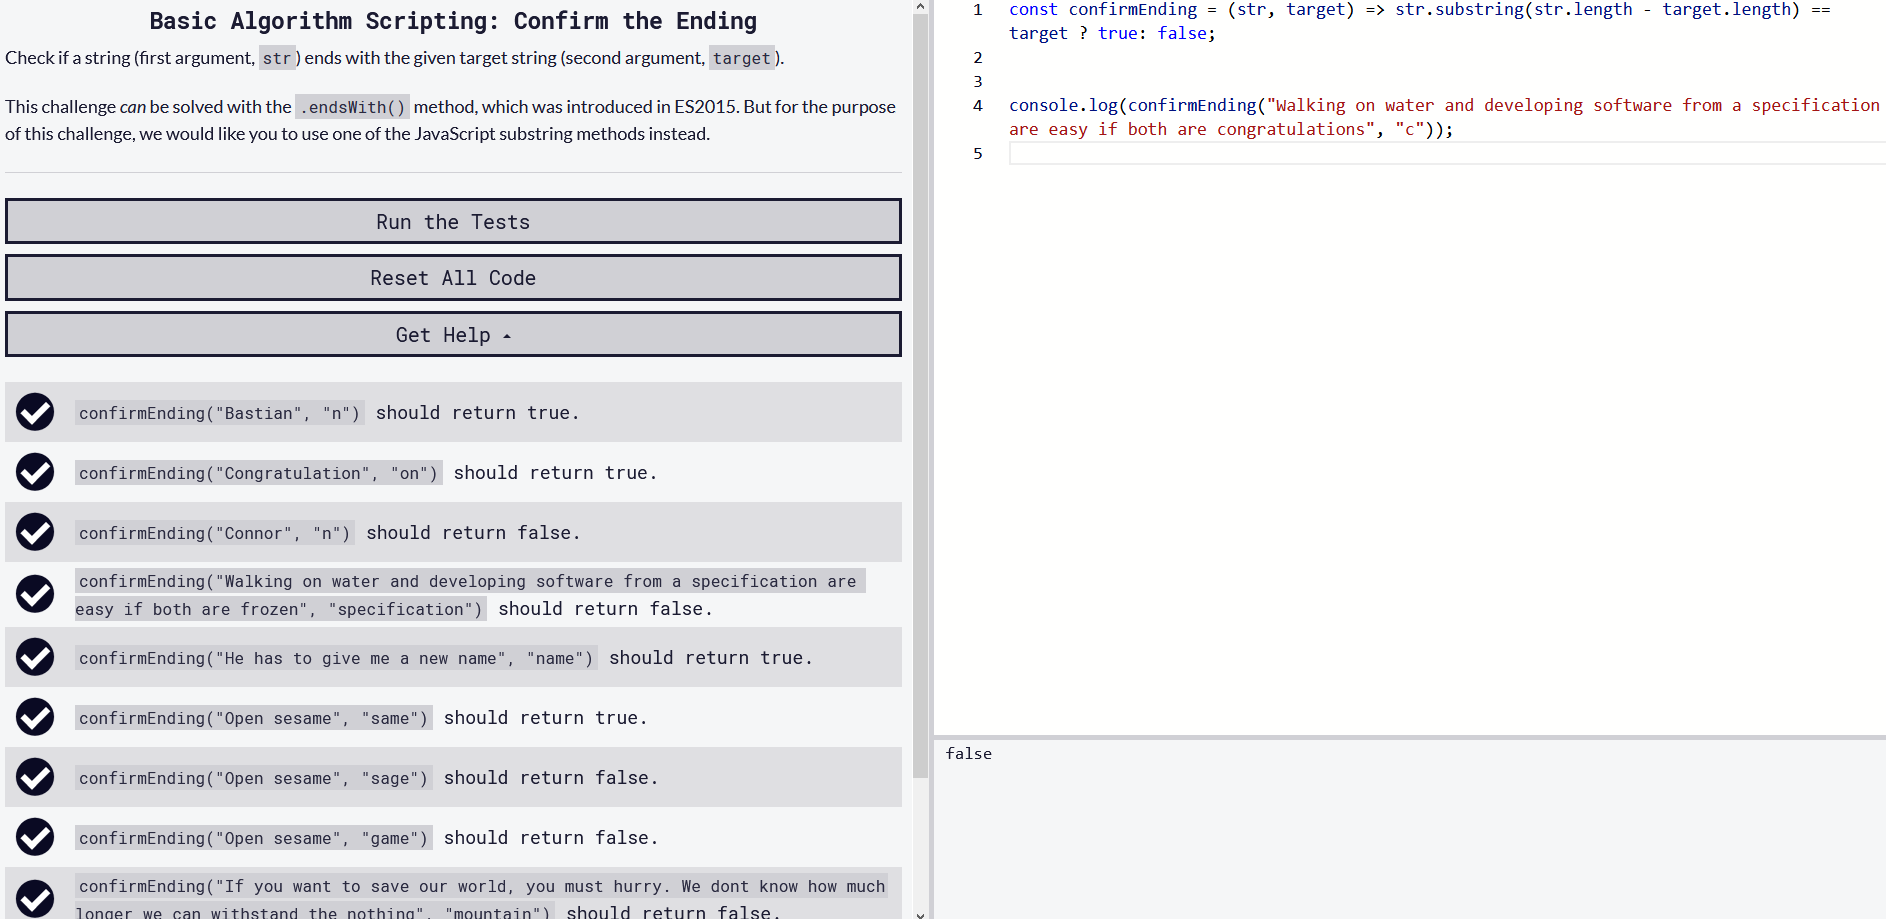 Basic Algorithm Scripting: Confirm the Ending
Check if a string (first argument, str) ends with the given target string (second argument, target).
This challenge can be solved with the .endsWith() method, which was introduced in ES2015. But for the purpose
of this challenge, we would like you to use one of the JavaScript substring methods instead.
Run the Tests
Reset All Code
Get Help
confirmEnding("Bastian", "n") should return true.
confirmEnding("Congratulation", "on") should return true.
confirmEnding("Connor", "n") should return false.
confirmEnding("Walking on water and developing software from a specification are
easy if both are frozen", "specification") should return false.
confirmEnding("He has to give me a new name", "name") should return true.
confirmEnding("Open sesame", "same") should return true.
confirmEnding("Open sesame", "sage") should return false.
confirmEnding("Open sesame", "game") should return false.
confirmEnding("If you want to save our world, you must hurry. We dont know how much
longer we can withstand the nothing", "mountain") should return false.
1 const confirmEnding = (str, target) => str.substring(str.length - target.length) ==
target ? true: false;
2
3
4 console.log(confirmEnding("Walking on water and developing software from a specification
are easy if both are congratulations", "c"));
5
false